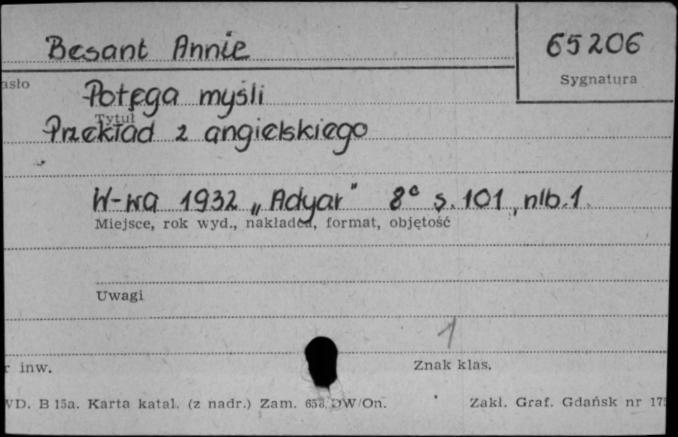 Besant Annie
65206
asło
Sygnatura
Potęga myśli
Tytuł
Przekład z angielskiego
W-wa 1932 „Adyar" 8° s. 101, nlb. 1.
Miejsce, rok wyd., nakładca, format, objętość
Uwagi
1
r inw.
Znak klas.
WD. B 15a. Karta katal. (z nadr.) Zam. DW/On.
Zakł. Graf. Gdańsk nr